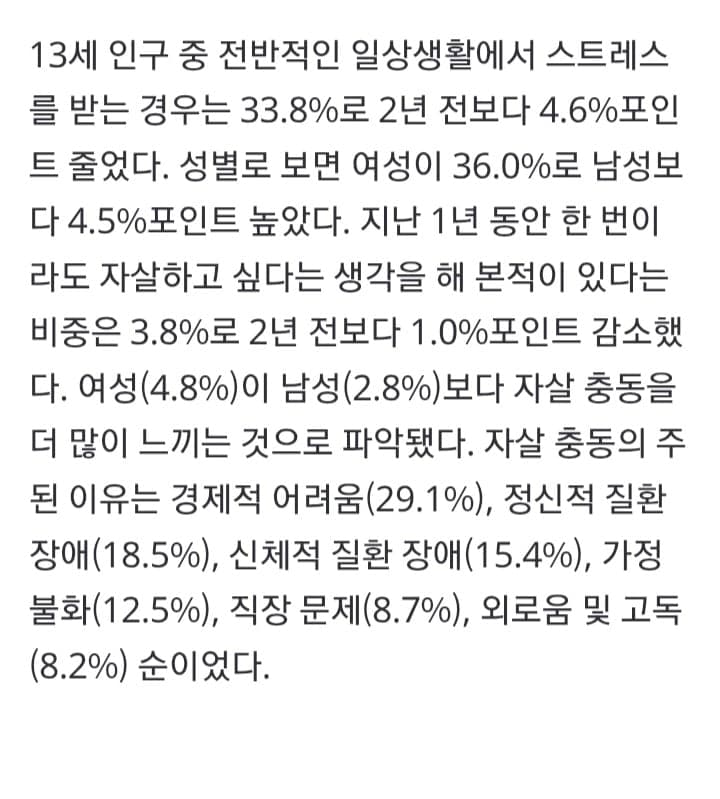 13세 인구 중 전반적인 일상생활에서 스트레스
를 받는 경우는 33.8%로 2년 전보다 4.6%포인
트 줄었다. 성별로 보면 여성이 36.0%로 남성보
다 4.5%포인트 높았다. 지난 1년 동안 한 번이
라도 자살하고 싶다는 생각을 해 본적이 있다는
비중은 3.8%로 2년 전보다 1.0%포인트 감소했
다. 여성(4.8%)이 남성(2.8%)보다 자살 충동을
더 많이 느끼는 것으로 파악됐다. 자살 충동의 주
된 이유는 경제적 어려움(29.1%), 정신적 질환
장애(18.5%), 신체적 질환 장애(15.4%), 가정
불화(12.5%), 직장 문제(8.7%), 외로움 및 고독
(8.2%) 순이었다.